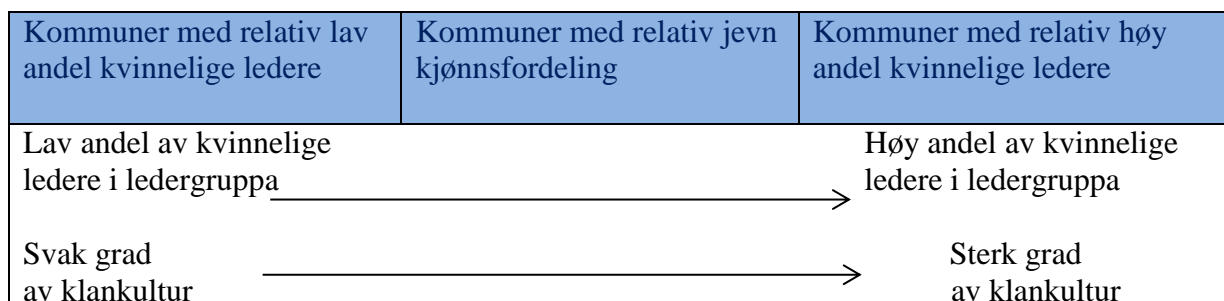 Kommuner med relativ lav
andel kvinnelige ledere
Kommuner med relativ jevn
kjønnsfordeling
Kommuner med relativ høy
andel kvinnelige ledere
Lav andel av kvinnelige
ledere i ledergruppa
Høy andel av kvinnelige
ledere i ledergruppa
Svak grad
av klankultur
Sterk grad
av klankultur